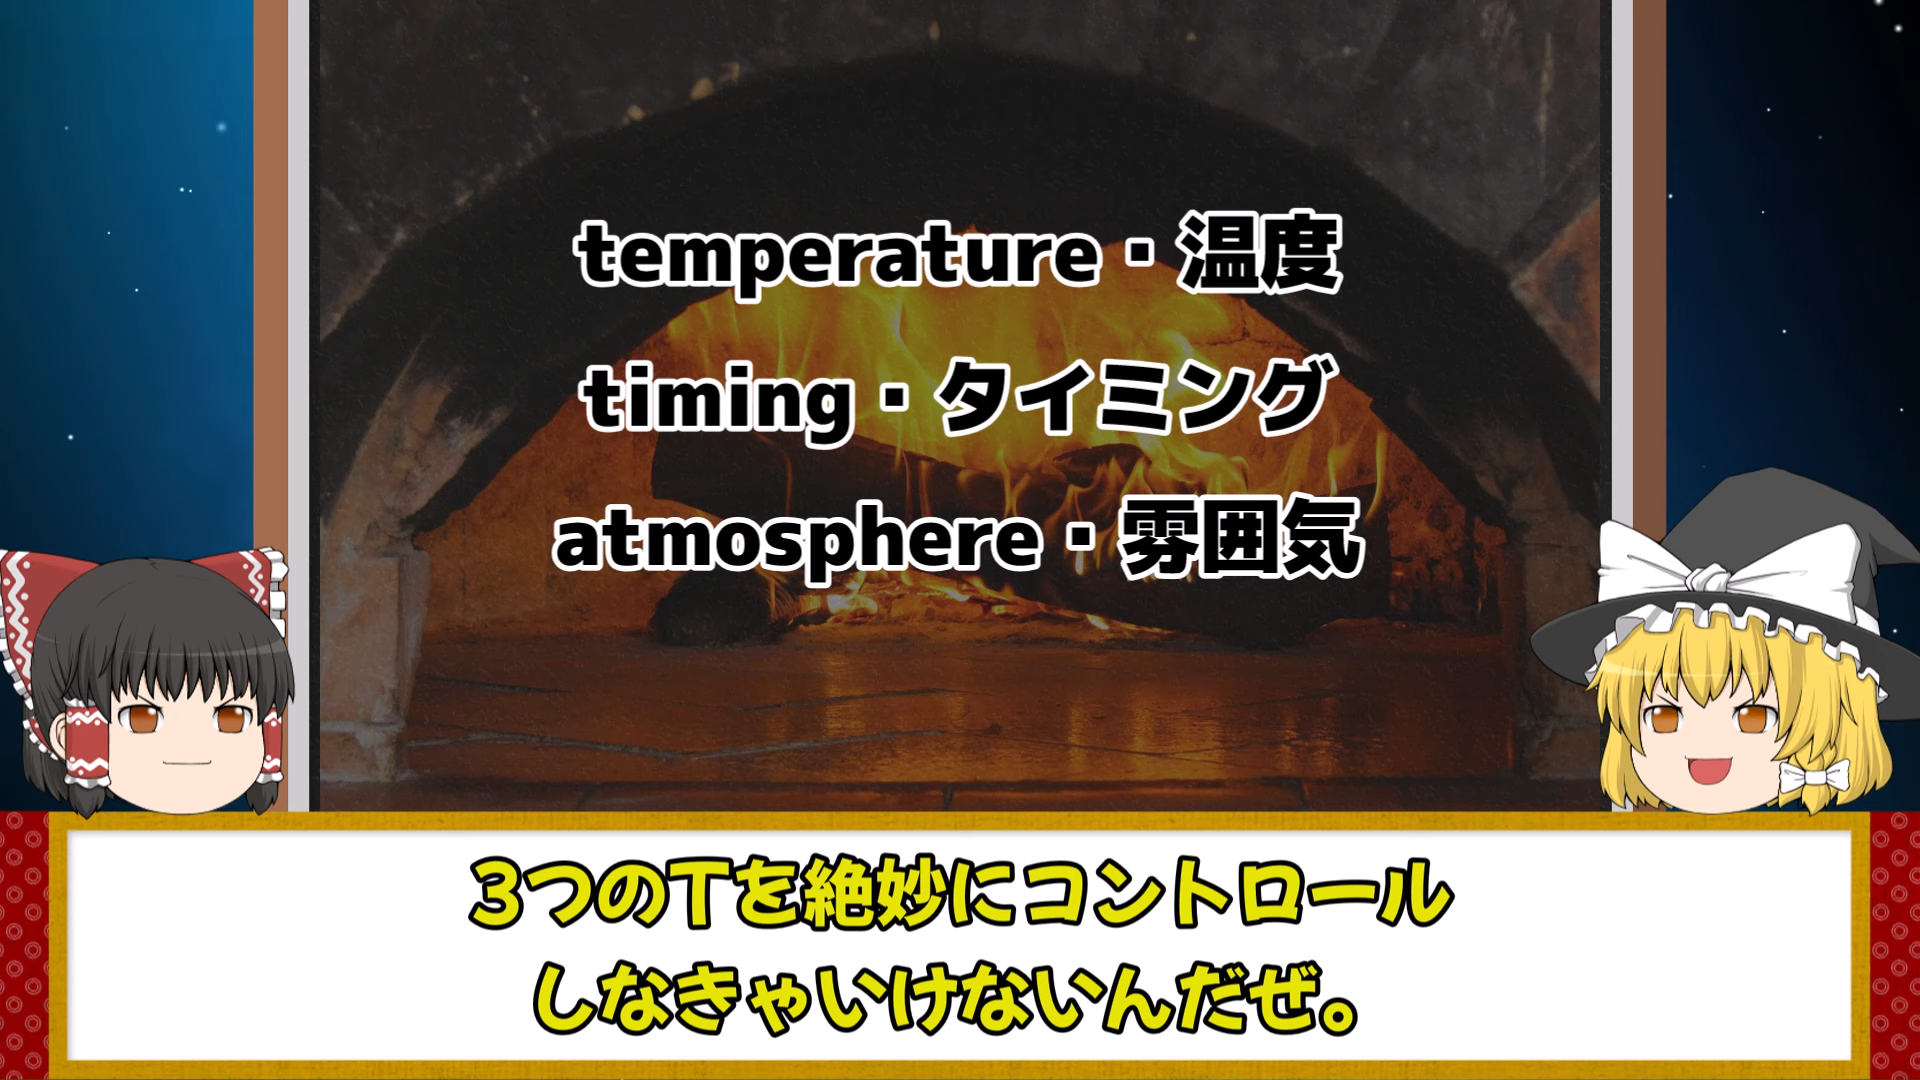 temperature・温度
timing・タイミング
atmosphere・雰囲気
3つのTを絶妙にコントロール
しなきゃいけないんだぜ。